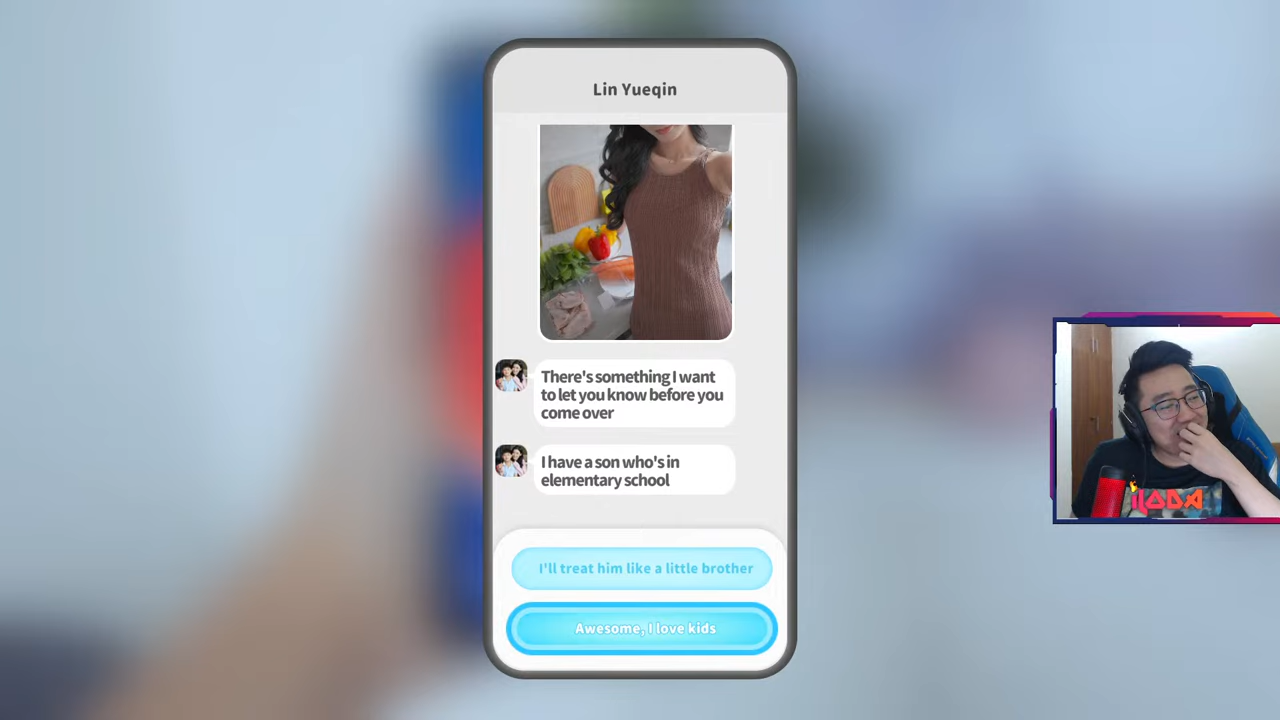 Lin Yueqin
There's something I want
to let you know before you
come over
I have a son who's in
elementary school
I'll treat him like a little brother
Awesome, I love kids